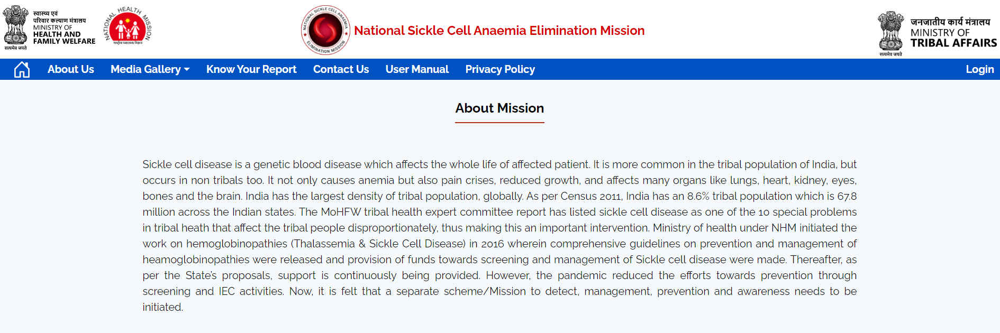 स्वास्थ्य एवं
परिवार कल्याण मंत्रालय
MINISTRY OF
HEALTH AND
FAMILY WELFARE
सत्यमेव जयते
NATIONAL HEALTH MISSION
राष्ट्रीय स्वास्थ्य मिशन
NATIONAL SICKLE CELL ANAEMIA
ELIMINATION MISSION
National Sickle Cell Anaemia Elimination Mission
जनजातीय कार्य मंत्रालय
MINISTRY OF
TRIBAL AFFAIRS
सत्यमेव जयते
About Us Media Gallery Know Your Report Contact Us User Manual Privacy Policy Login
About Mission
Sickle cell disease is a genetic blood disease which affects the whole life of affected patient. It is more common in the tribal population of India, but
occurs in non tribals too. It not only causes anemia but also pain crises, reduced growth, and affects many organs like lungs, heart, kidney, eyes,
bones and the brain. India has the largest density of tribal population, globally. As per Census 2011, India has an 8.6% tribal population which is 67.8
million across the Indian states. The MoHFW tribal health expert committee report has listed sickle cell disease as one of the 10 special problems
in tribal heath that affect the tribal people disproportionately, thus making this an important intervention. Ministry of health under NHM initiated the
work on hemoglobinopathies (Thalassemia & Sickle Cell Disease) in 2016 wherein comprehensive guidelines on prevention and management of
heamoglobinopathies were released and provision of funds towards screening and management of Sickle cell disease were made. Thereafter, as
per the State's proposals, support is continuously being provided. However, the pandemic reduced the efforts towards prevention through
screening and IEC activities. Now, it is felt that a separate scheme/Mission to detect, management, prevention and awareness needs to be
initiated.